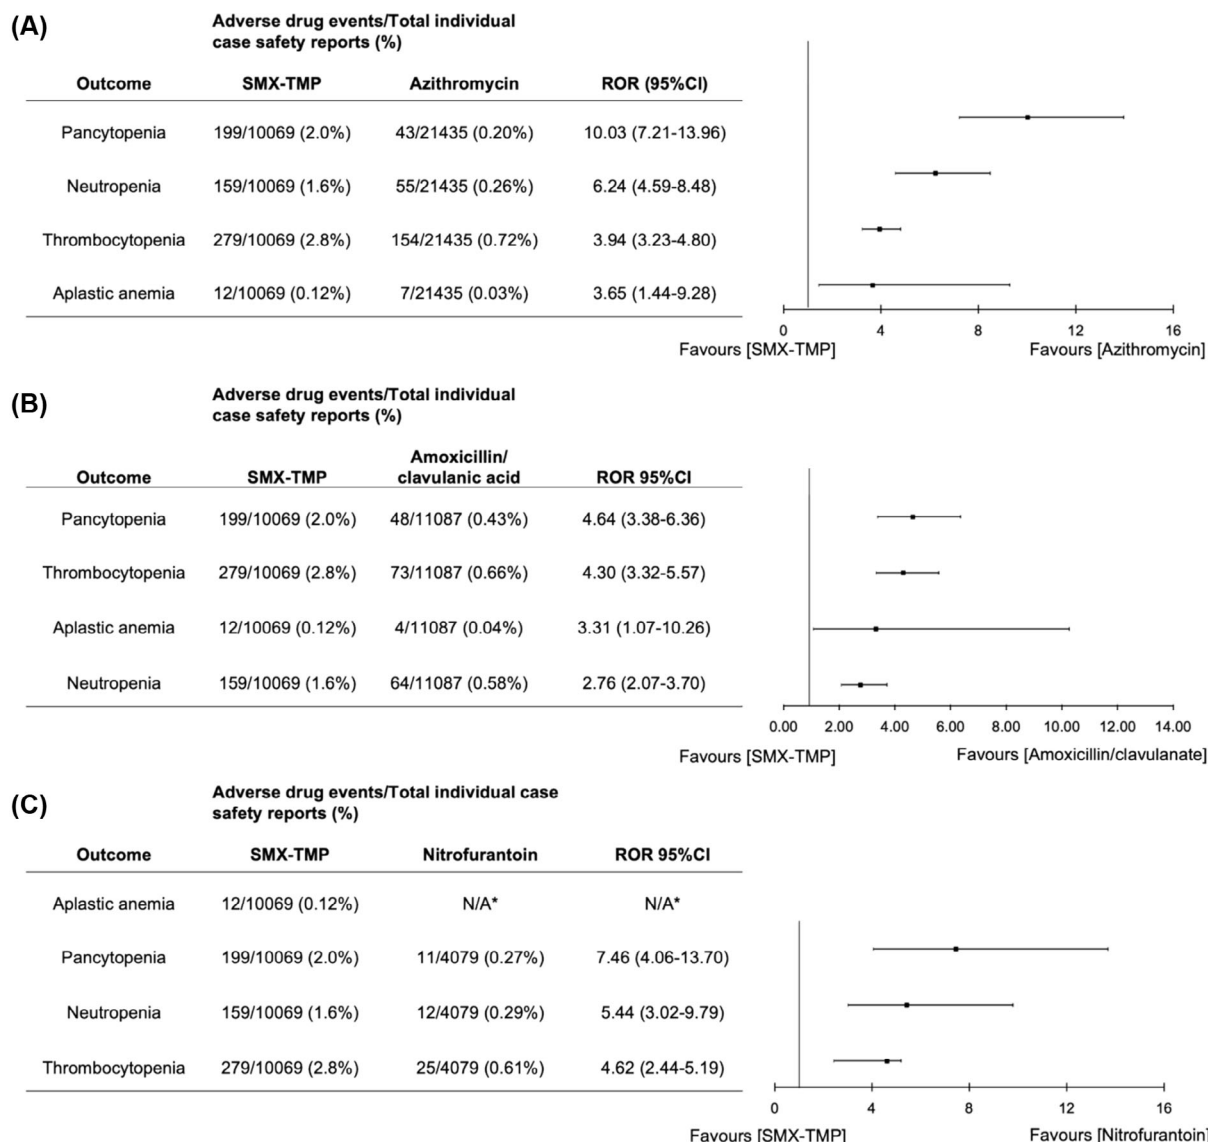 (A)
Adverse drug events/Total individual
case safety reports (%)
Outcome SMX-TMP Azithromycin ROR (95%CI)
Pancytopenia 199/10069 (2.0%) 43/21435 (0.20%) 10.03 (7.21-13.96)
Neutropenia 159/10069 (1.6%) 55/21435 (0.26%) 6.24 (4.59-8.48)
Thrombocytopenia 279/10069 (2.8%) 154/21435 (0.72%) 3.94 (3.23-4.80)
Aplastic anemia 12/10069 (0.12%) 7/21435 (0.03%) 3.65 (1.44-9.28)
0 4 8 12 16
Favours [SMX-TMP] Favours [Azithromycin]
(B)
Adverse drug events/Total individual
case safety reports (%)
Amoxicillin/
Outcome SMX-TMP clavulanic acid ROR 95%CI
Pancytopenia 199/10069 (2.0%) 48/11087 (0.43%) 4.64 (3.38-6.36)
Thrombocytopenia 279/10069 (2.8%) 73/11087 (0.66%) 4.30 (3.32-5.57)
Aplastic anemia 12/10069 (0.12%) 4/11087 (0.04%) 3.31 (1.07-10.26)
Neutropenia 159/10069 (1.6%) 64/11087 (0.58%) 2.76 (2.07-3.70)
0.00 2.00 4.00 6.00 8.00 10.00 12.00 14.00
Favours [SMX-TMP] Favours [Amoxicillin/clavulanate]
(C)
Adverse drug events/Total individual case
safety reports (%)
Outcome SMX-TMP Nitrofurantoin ROR 95%CI
Aplastic anemia 12/10069 (0.12%) N/A* N/A*
Pancytopenia 199/10069 (2.0%) 11/4079 (0.27%) 7.46 (4.06-13.70)
Neutropenia 159/10069 (1.6%) 12/4079 (0.29%) 5.44 (3.02-9.79)
Thrombocytopenia 279/10069 (2.8%) 25/4079 (0.61%) 4.62 (2.44-5.19)
0 4 8 12 16
Favours [SMX-TMP] Favours [Nitrofurantoin]